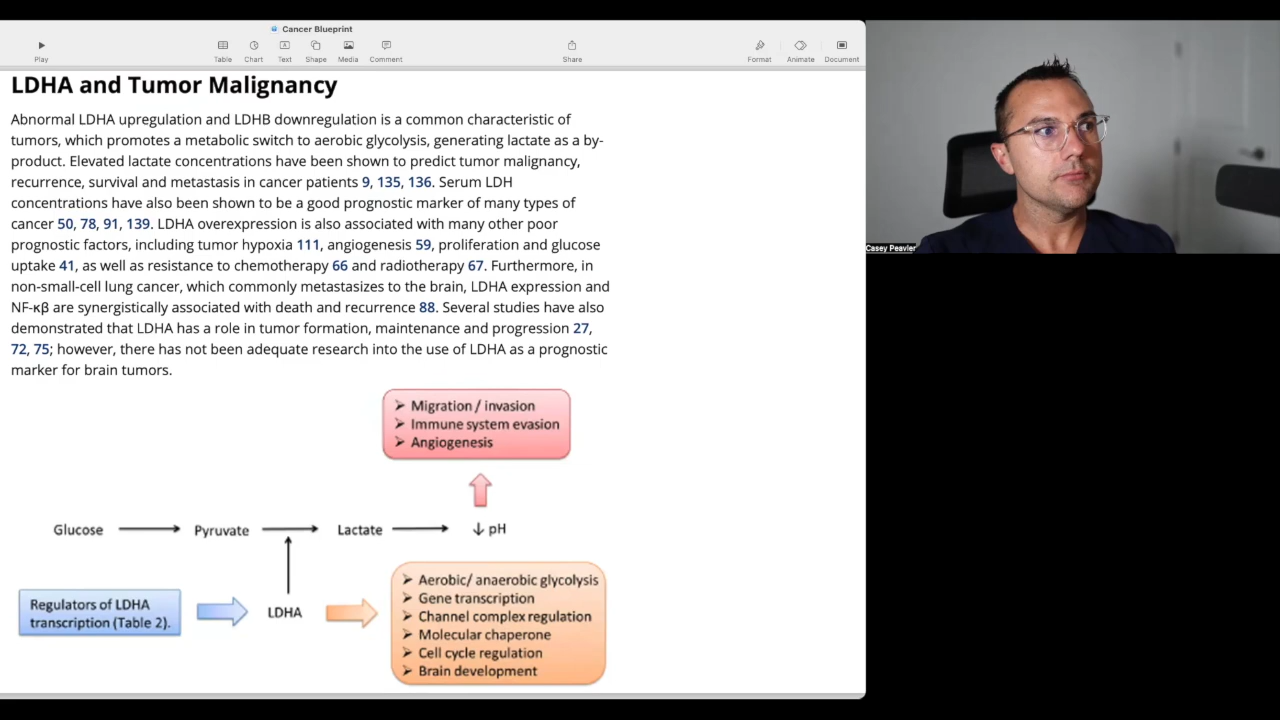 Cancer Blueprint
Play
Table
Chart
Text
Shape
Media
Comment
Share
Format
Animate
Document
LDHA and Tumor Malignancy
Abnormal LDHA upregulation and LDHB downregulation is a common characteristic of
tumors, which promotes a metabolic switch to aerobic glycolysis, generating lactate as a by-
product. Elevated lactate concentrations have been shown to predict tumor malignancy,
recurrence, survival and metastasis in cancer patients 9, 135, 136. Serum LDH
concentrations have also been shown to be a good prognostic marker of many types of
cancer 50, 78, 91, 139. LDHA overexpression is also associated with many other poor
prognostic factors, including tumor hypoxia 111, angiogenesis 59, proliferation and glucose
uptake 41, as well as resistance to chemotherapy 66 and radiotherapy 67. Furthermore, in
non-small-cell lung cancer, which commonly metastasizes to the brain, LDHA expression and
NF-κβ are synergistically associated with death and recurrence 88. Several studies have also
demonstrated that LDHA has a role in tumor formation, maintenance and progression 27,
72, 75; however, there has not been adequate research into the use of LDHA as a prognostic
marker for brain tumors.
Migration / invasion
Immune system evasion
Angiogenesis
Glucose
Pyruvate
Lactate
↓ pH
Regulators of LDHA
transcription (Table 2).
LDHA
Aerobic/ anaerobic glycolysis
Gene transcription
Channel complex regulation
Molecular chaperone
Cell cycle regulation
Brain development
Casey Peavler